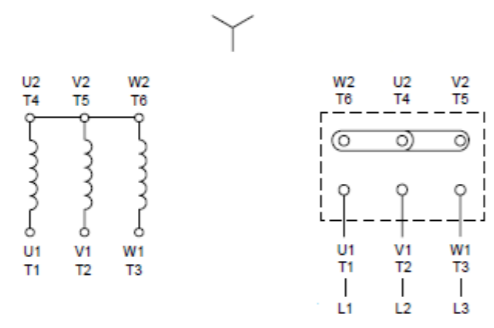 U2 V2 W2
T4 T5 T6
U1 V1 W1
T1 T2 T3
W2 U2 V2
T6 T4 T5
U1 V1 W1
T1 T2 T3
L1 L2 L3